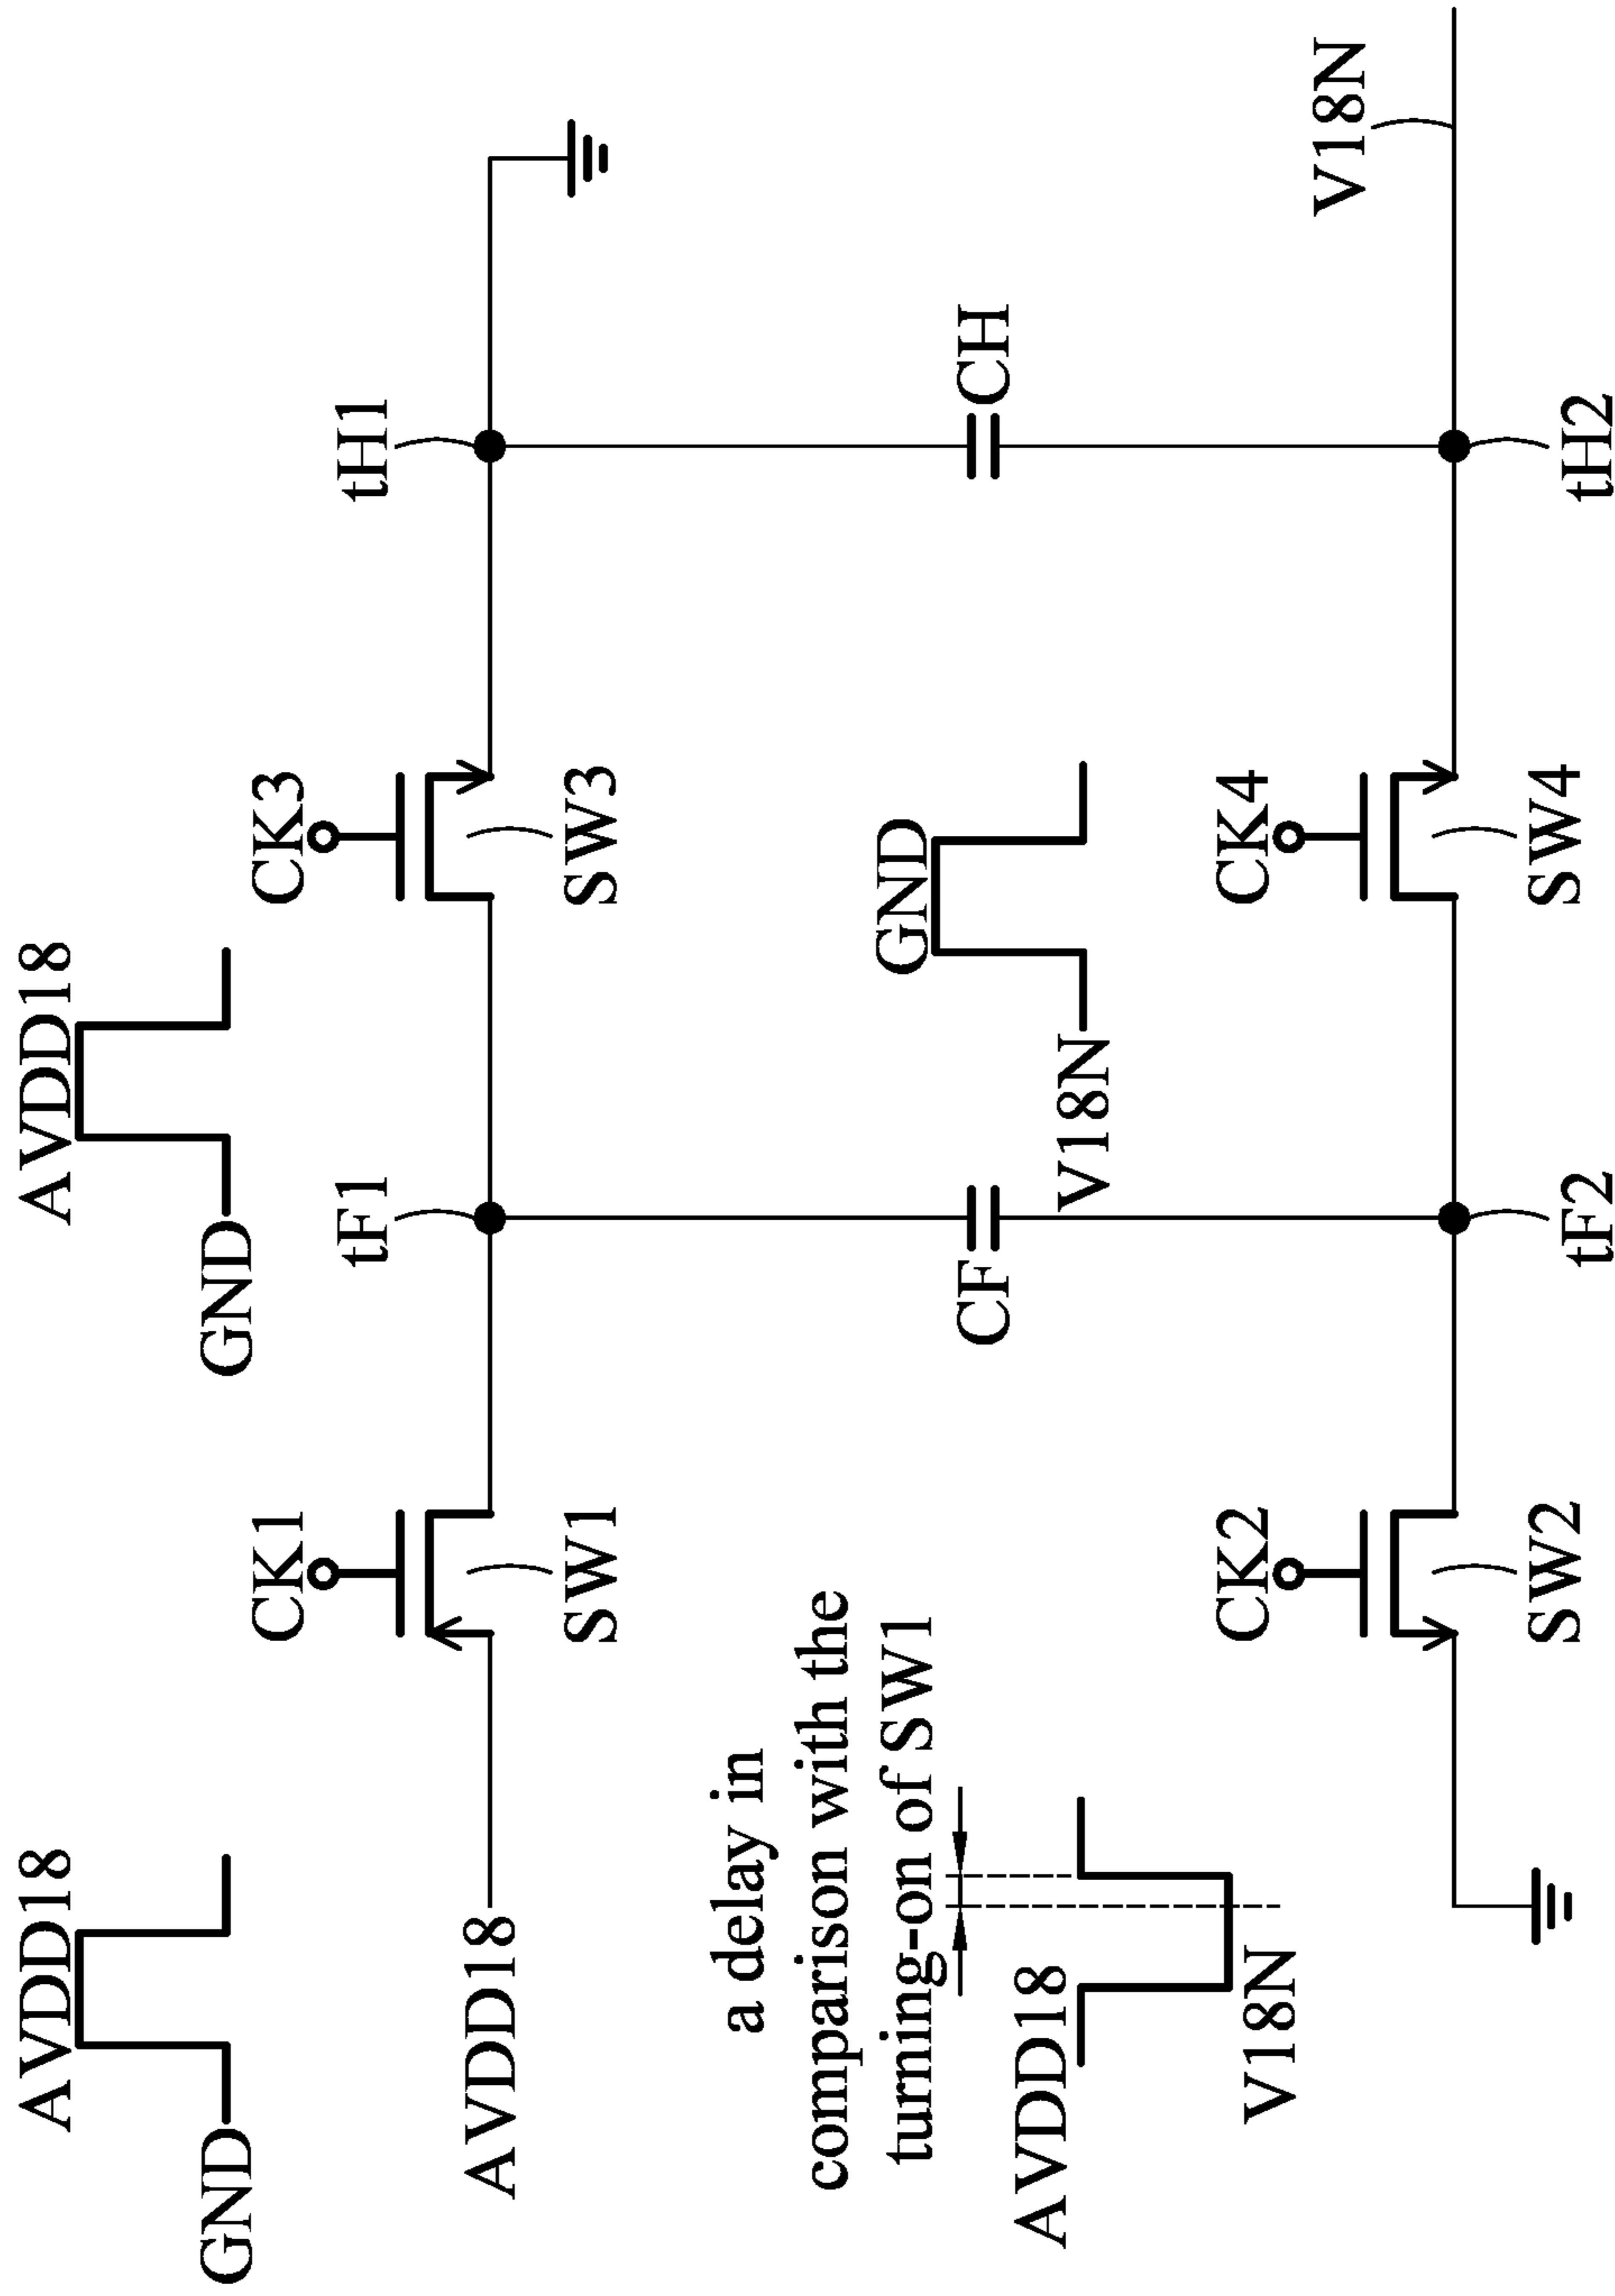 AVDD18
GND
AVDD18
GND
CK1
CK3
tF1
tH1
AVDD18
SW1
SW3
a delay in
comparison with the
turning-on of SW1
GND
V18N
CF
CH
AVDD18
V18N
CK2
CK4
V18N
SW2
SW4
tF2
tH2